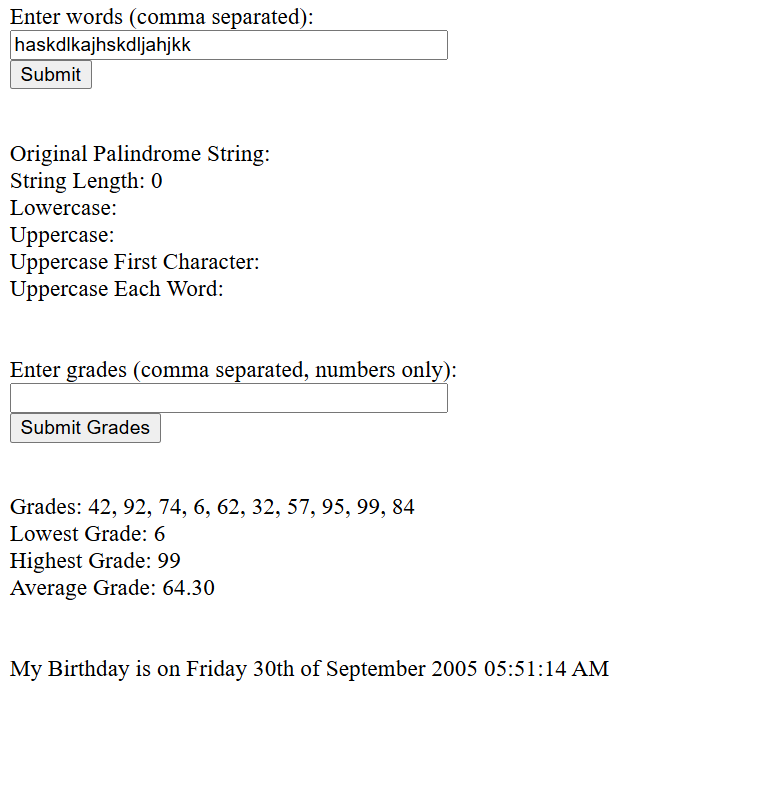 Enter words (comma separated):
haskdlkajhskdljahjkk
Submit
Original Palindrome String:
String Length: 0
Lowercase:
Uppercase:
Uppercase First Character:
Uppercase Each Word:
Enter grades (comma separated, numbers only):
Submit Grades
Grades: 42, 92, 74, 6, 62, 32, 57, 95, 99, 84
Lowest Grade: 6
Highest Grade: 99
Average Grade: 64.30
My Birthday is on Friday 30th of September 2005 05:51:14 AM